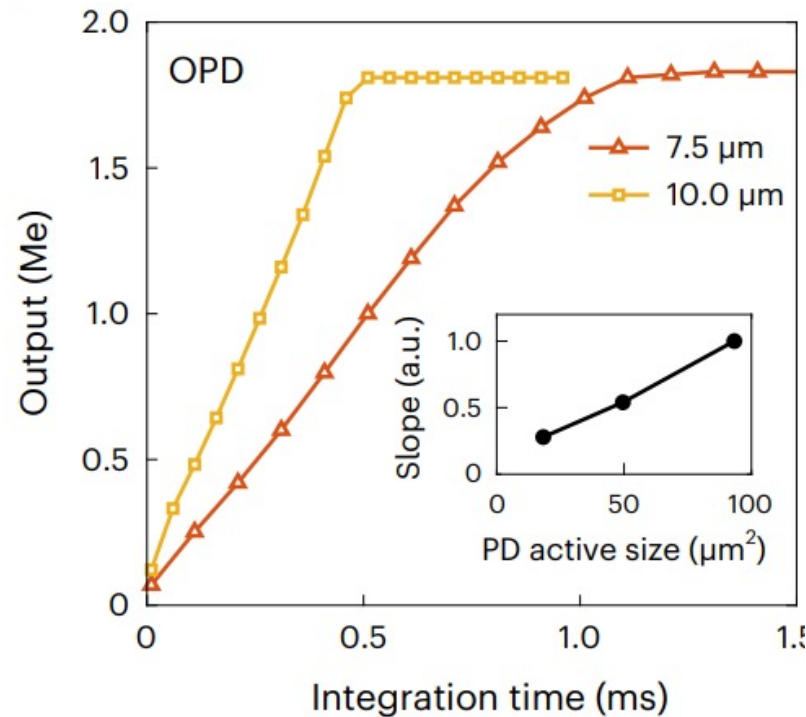 2.0
OPD
1.5
7.5 µm
10.0 µm
Output (Me)
1.0
Slope (a.u.)
1.0
0.5
0
0 50 100
PD active size (µm²)
0.5
0
0 0.5 1.0 1.5
Integration time (ms)